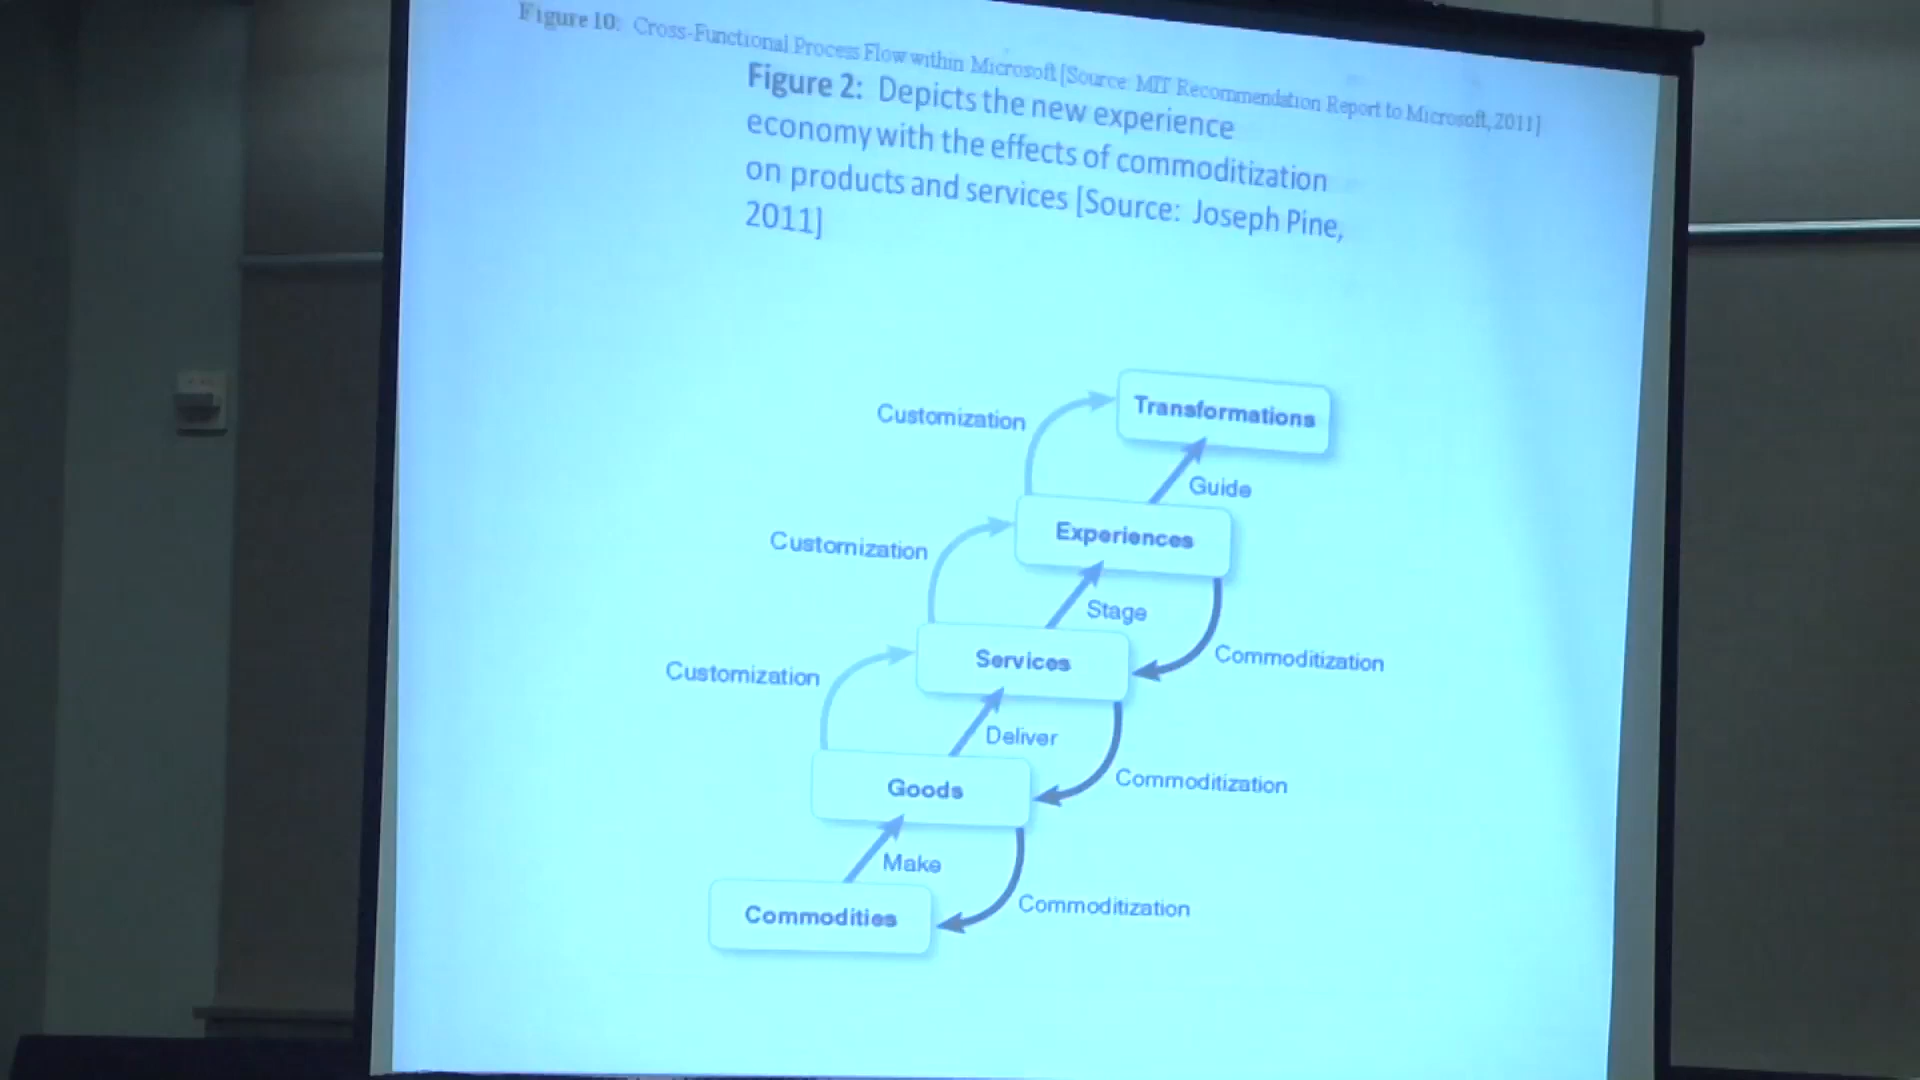 Figure 10: Cross-Functional Process Flow within Microsoft [Source: MIT Recommendation Report to Microsoft, 2011]
Figure 2: Depicts the new experience
economy with the effects of commoditization
on products and services [Source: Joseph Pine,
2011]
Transformations
Customization
Guide
Experiences
Customization
Stage
Commoditization
Services
Customization
Deliver
Commoditization
Goods
Make
Commoditization
Commodities